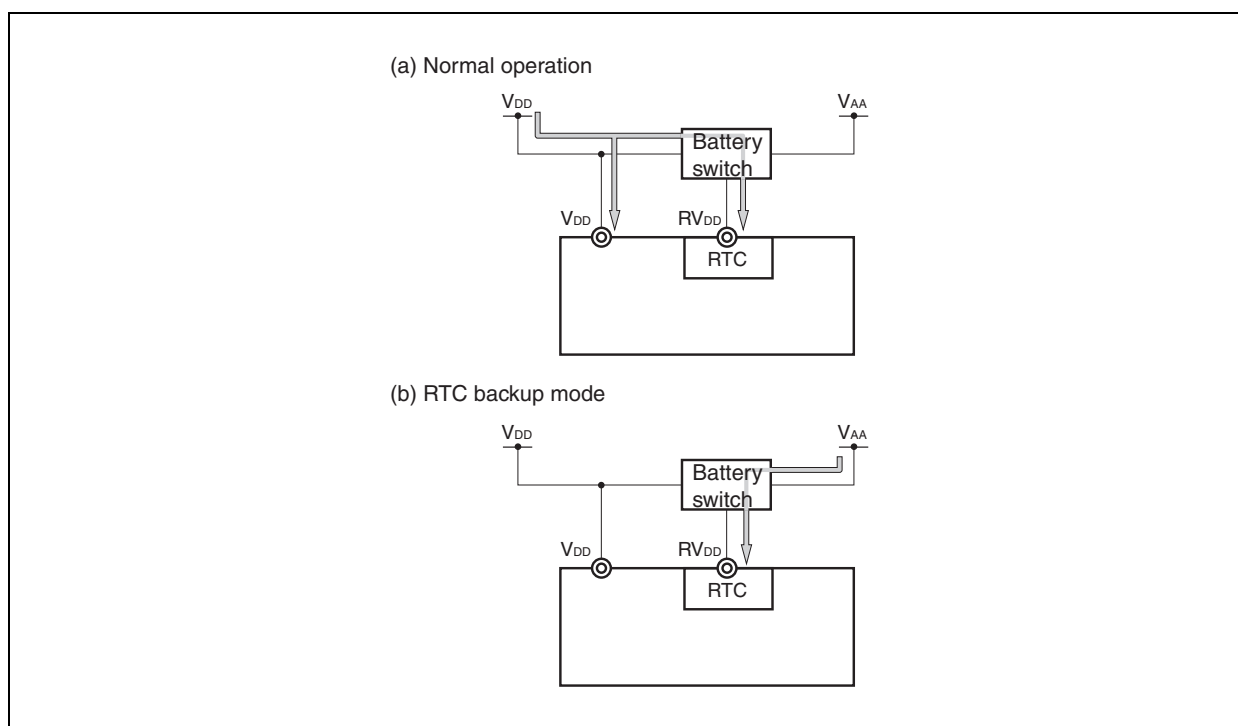 (a) Normal operation
VDD
VAA
Battery
switch
VDD
RVDD
RTC
(b) RTC backup mode
VDD
VAA
Battery
switch
VDD
RVDD
RTC